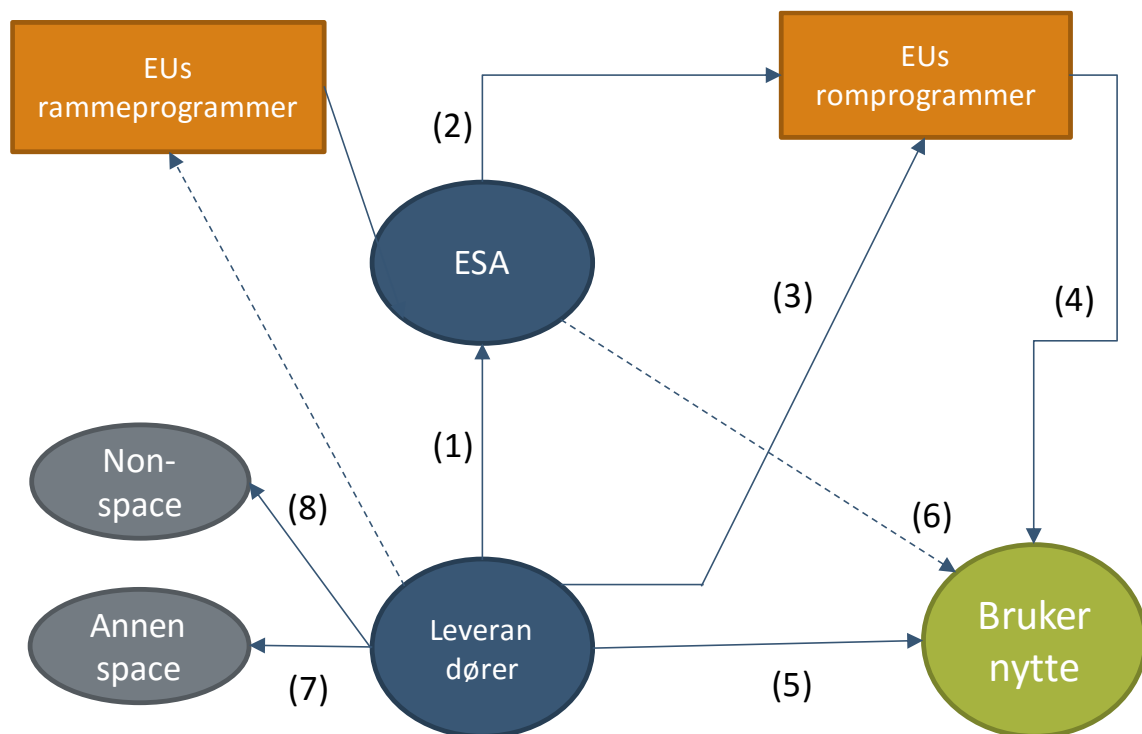 EUs
rammeprogrammer
EUs
romprogrammer
(2)
ESA
(3)
(4)
(1)
Non-
space
(8)
(6)
Annen
space
(7)
Leveran
dører
(5)
Bruker
nytte